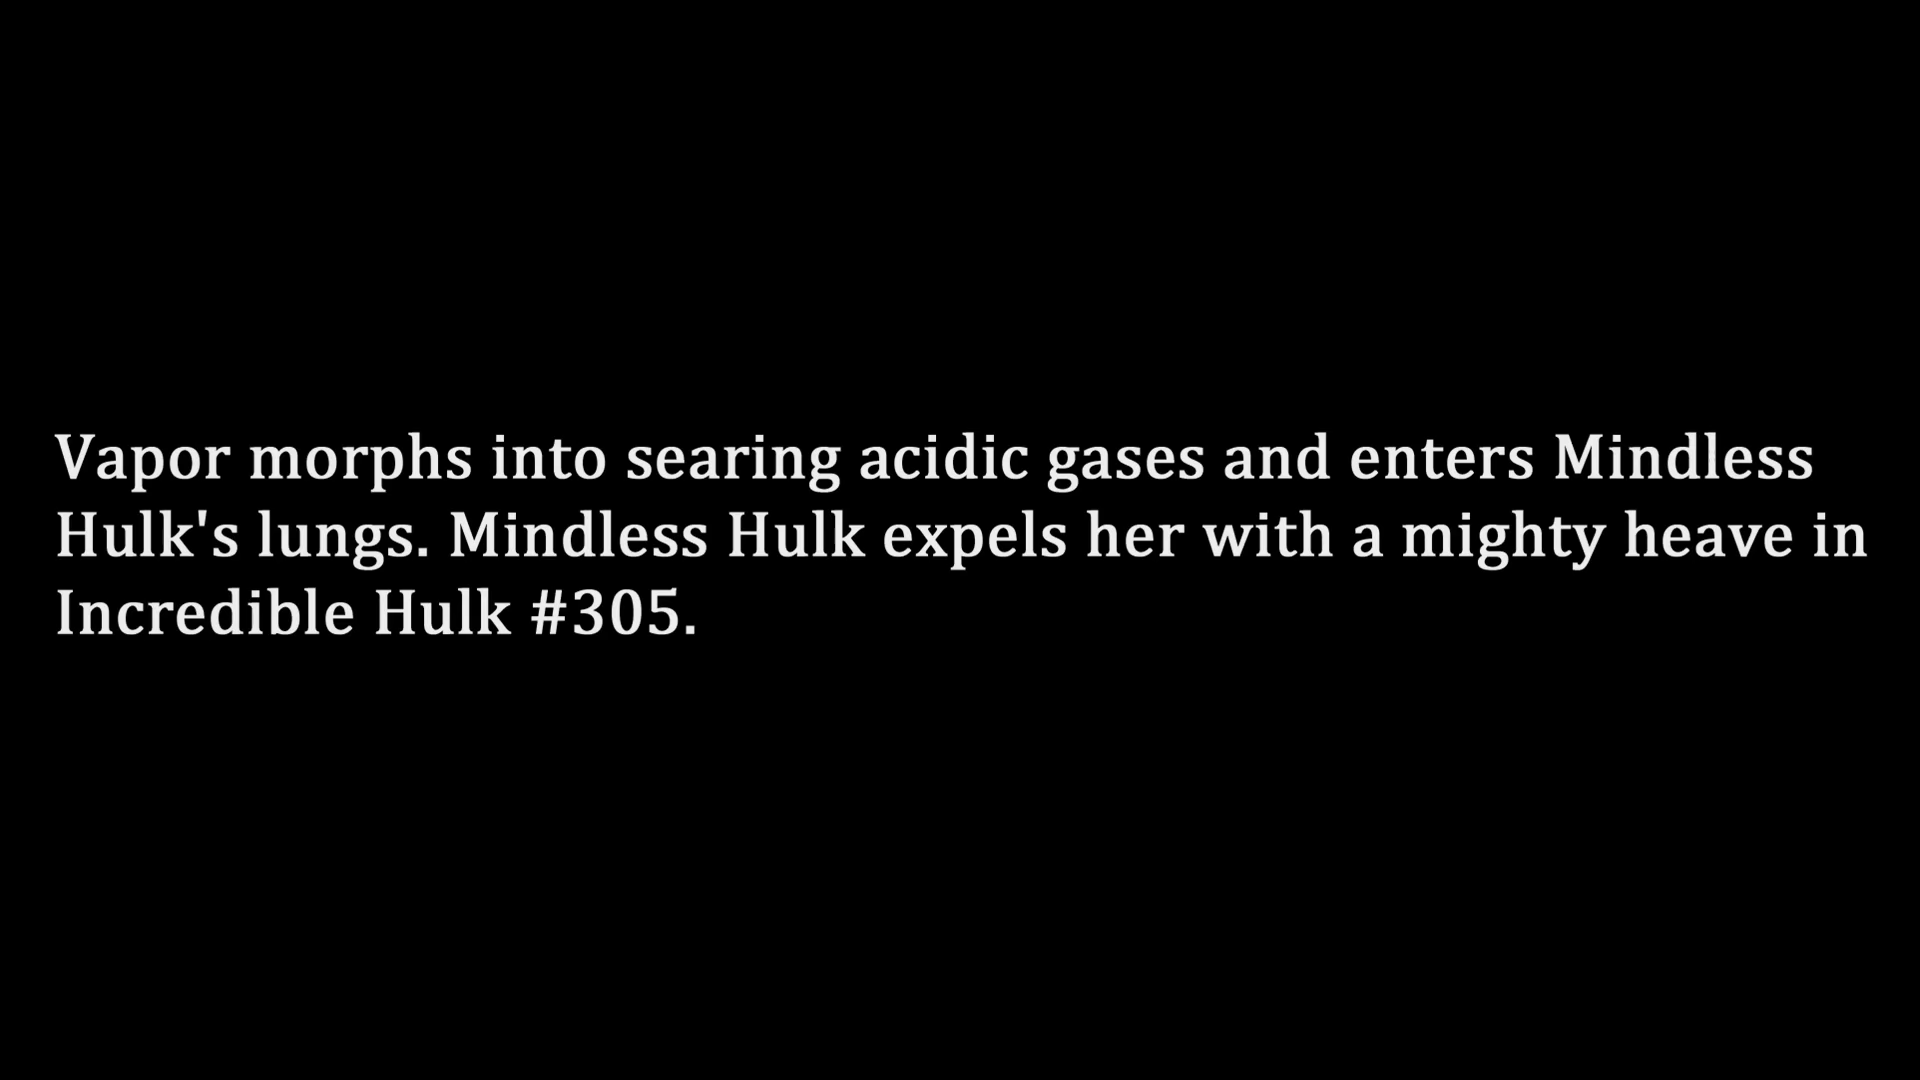 Vapor morphs into searing acidic gases and enters Mindless
Hulk's lungs. Mindless Hulk expels her with a mighty heave in
Incredible Hulk #305.